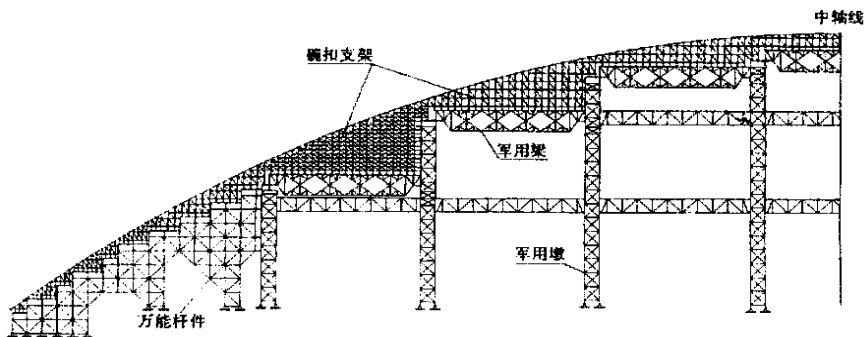 中轴线
碗扣支架
军用梁
军用墩
万能杆件